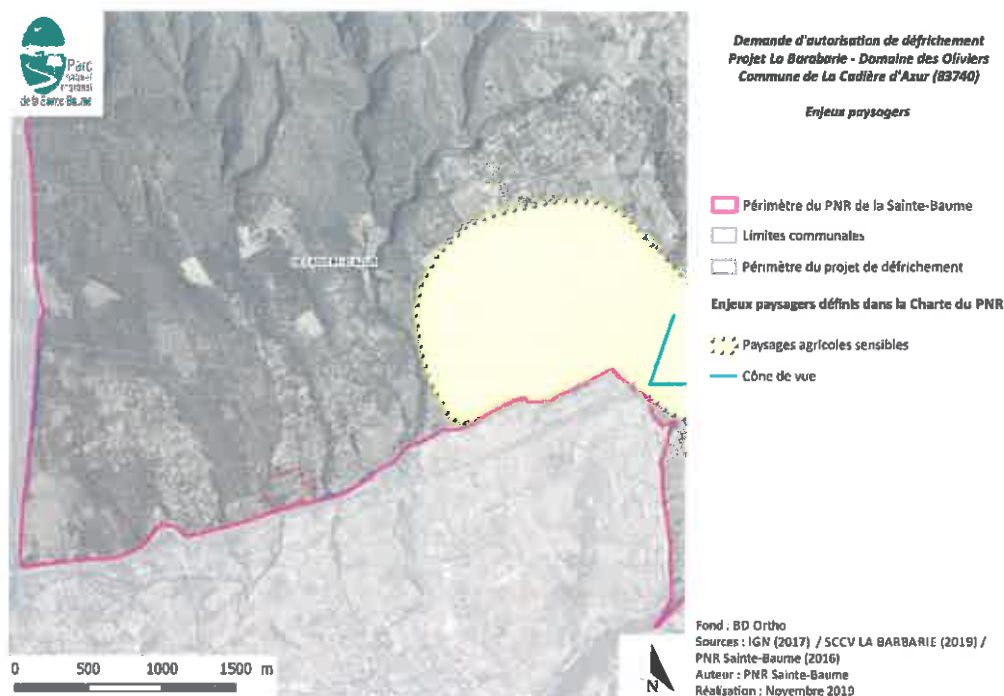 Parc
naturel
régional
de la Sainte-Baume
Demande d'autorisation de défrichement
Projet La Barabarie - Domaine des Oliviers
Commune de La Cadière d'Azur (83740)
Enjeux paysagers
Périmètre du PNR de la Sainte-Baume
Limites communales
Périmètre du projet de défrichement
Enjeux paysagers définis dans la Charte du PNR
Paysages agricoles sensibles
Cône de vue
0 500 1000 1500 m
N
Fond : BD Ortho
Sources : IGN (2017) / SCCV LA BARBARIE (2019) /
PNR Sainte-Baume (2016)
Auteur : PNR Sainte-Baume
Réalisation : Novembre 2019